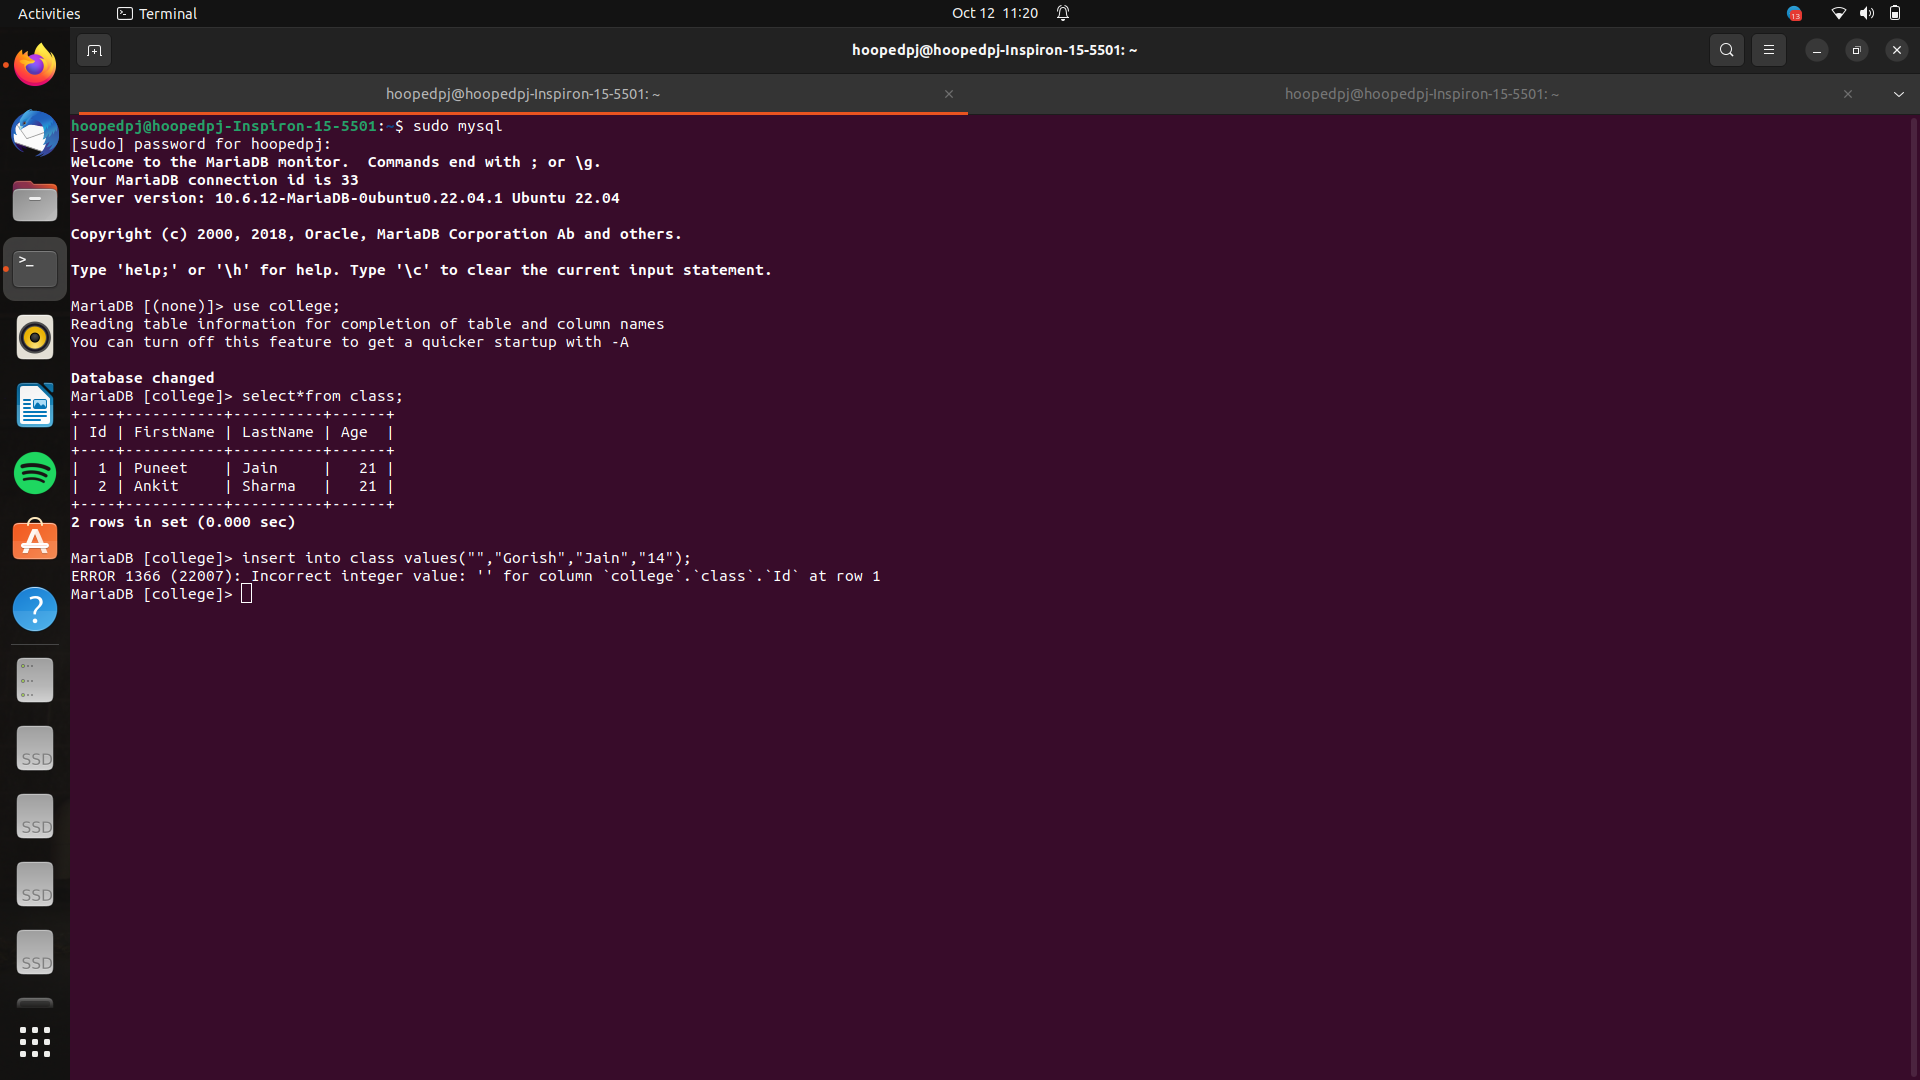 Activities
Terminal
Oct 12 11:20
13
hoopedpj@hoopedpj-Inspiron-15-5501: ~
hoopedpj@hoopedpj-Inspiron-15-5501: ~
hoopedpj@hoopedpj-Inspiron-15-5501: ~
hoopedpj@hoopedpj-Inspiron-15-5501:~$ sudo mysql
[sudo] password for hoopedpj:
Welcome to the MariaDB monitor.  Commands end with ; or \g.
Your MariaDB connection id is 33
Server version: 10.6.12-MariaDB-0ubuntu0.22.04.1 Ubuntu 22.04
Copyright (c) 2000, 2018, Oracle, MariaDB Corporation Ab and others.
Type 'help;' or '\h' for help. Type '\c' to clear the current input statement.
MariaDB [(none)]> use college;
Reading table information for completion of table and column names
You can turn off this feature to get a quicker startup with -A
Database changed
MariaDB [college]> select*from class;
+----+-----------+----------+------+
| Id | FirstName | LastName | Age  |
+----+-----------+----------+------+
|  1 | Puneet    | Jain     |   21 |
|  2 | Ankit     | Sharma   |   21 |
+----+-----------+----------+------+
2 rows in set (0.000 sec)
MariaDB [college]> insert into class values("","Gorish","Jain","14");
ERROR 1366 (22007): Incorrect integer value: '' for column `college`.`class`.`Id` at row 1
MariaDB [college]>
SSD
SSD
SSD
SSD